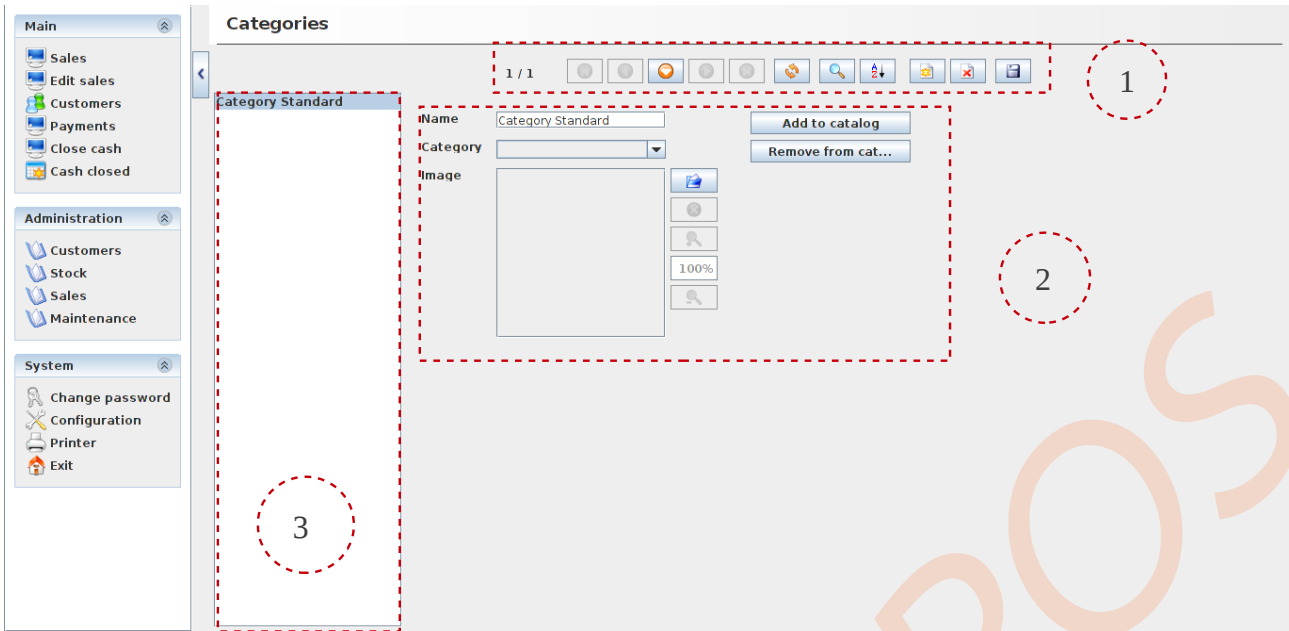 Main
Sales
Edit sales
Customers
Payments
Close cash
Cash closed
Administration
Customers
Stock
Sales
Maintenance
System
Change password
Configuration
Printer
Exit
Categories
1 / 1
1
Category Standard
Name
Category Standard
Add to catalog
Category
Remove from cat...
Image
100%
2
3
POS